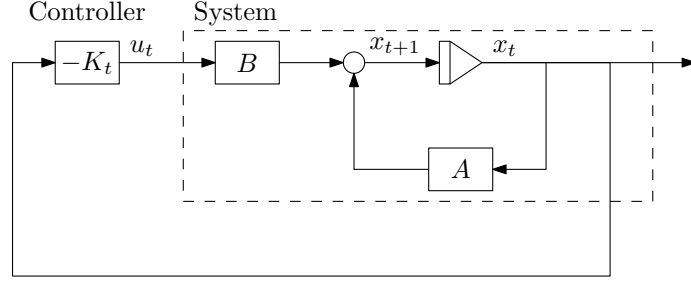 Controller System
−K_t u_t B x_{t+1} x_t
A